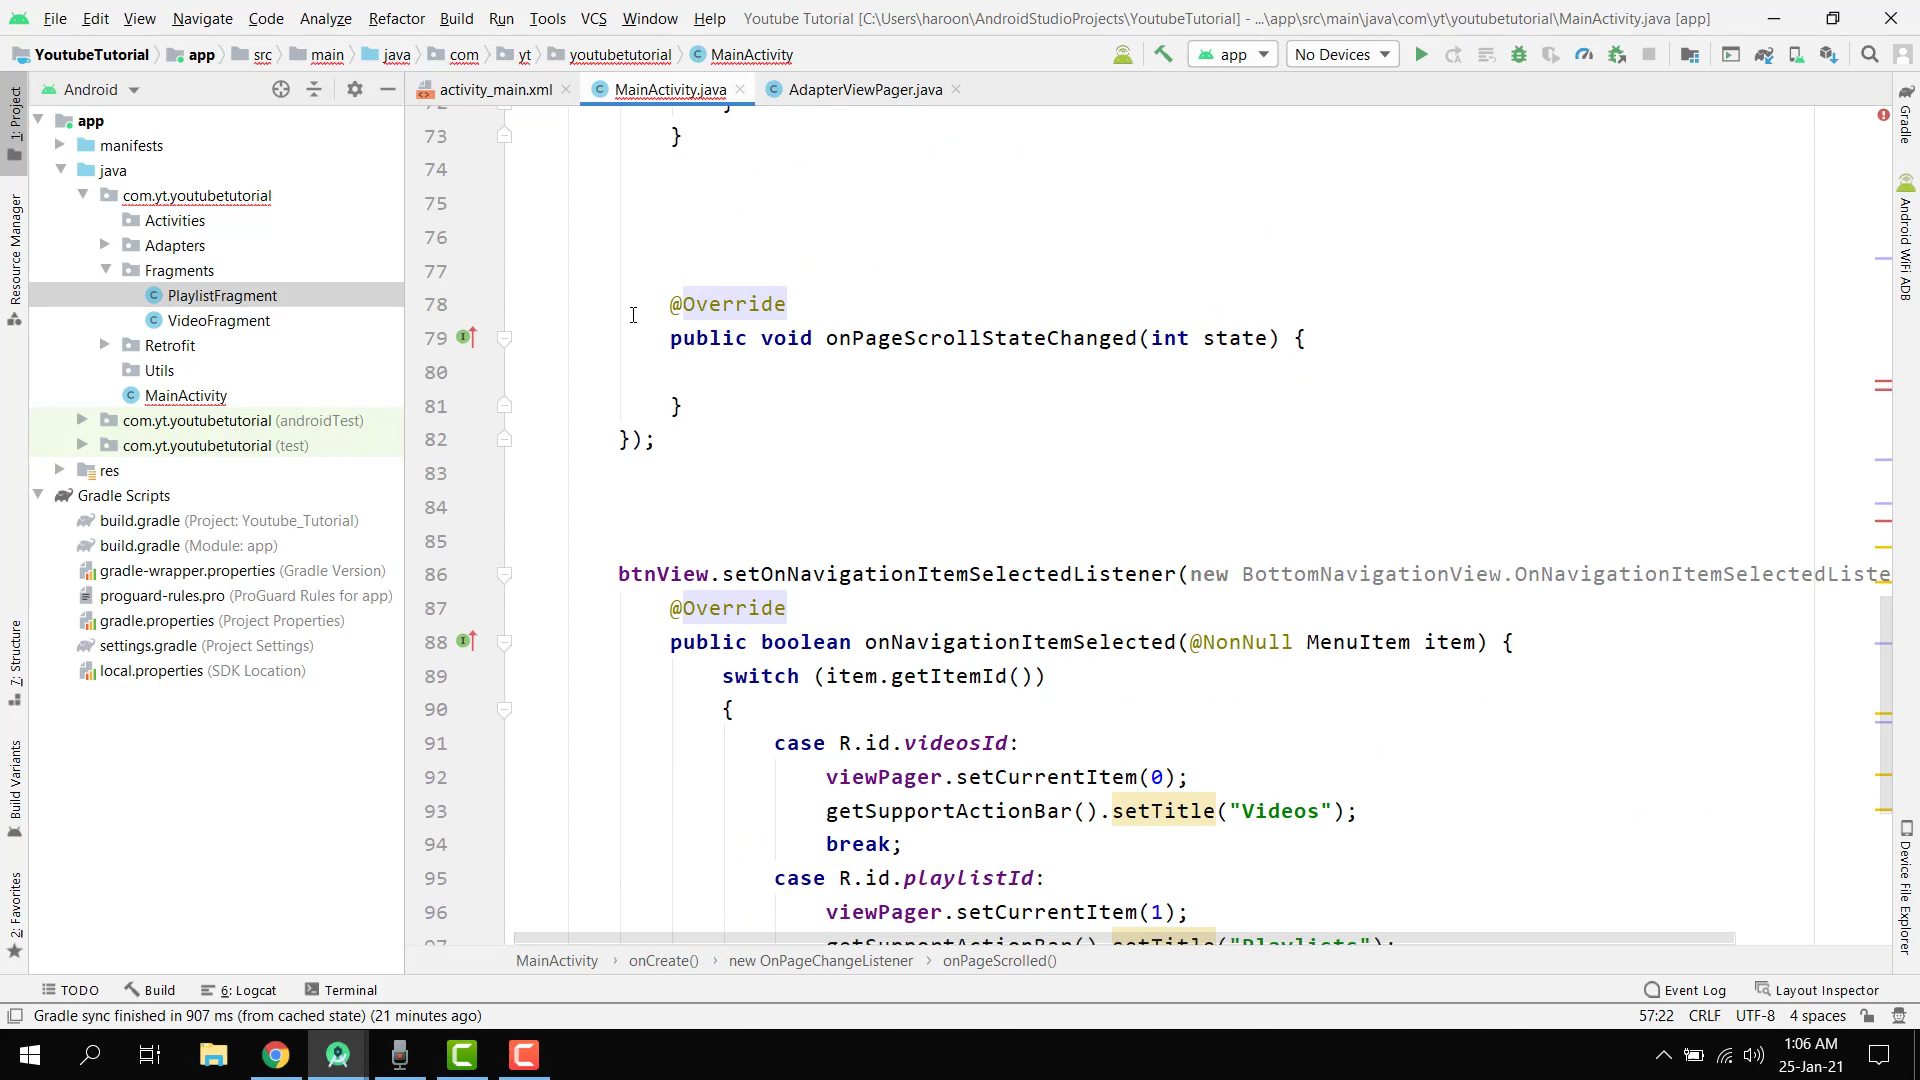 File Edit View Navigate Code Analyze Refactor Build Run Tools VCS Window Help Youtube Tutorial [C:\Users\haroon\AndroidStudioProjects\YoutubeTutorial] - ...\app\src\main\java\com\yt\youtubetutorial\MainActivity.java [app]
YoutubeTutorial app src main java com yt youtubetutorial MainActivity app No Devices
Android
activity_main.xml MainActivity.java AdapterViewPager.java
1: Project
Resource Manager
7: Structure
Build Variants
2: Favorites
app
manifests
java
com.yt.youtubetutorial
Activities
Adapters
Fragments
PlaylistFragment
VideoFragment
Retrofit
Utils
MainActivity
com.yt.youtubetutorial (androidTest)
com.yt.youtubetutorial (test)
res
Gradle Scripts
build.gradle (Project: Youtube_Tutorial)
build.gradle (Module: app)
gradle-wrapper.properties (Gradle Version)
proguard-rules.pro (ProGuard Rules for app)
gradle.properties (Project Properties)
settings.gradle (Project Settings)
local.properties (SDK Location)
73 }
74
75
76
77
78 @Override
79 public void onPageScrollStateChanged(int state) {
80
81 }
82 });
83
84
85
86 btnView.setOnNavigationItemSelectedListener(new BottomNavigationView.OnNavigationItemSelectedListe
87 @Override
88 public boolean onNavigationItemSelected(@NonNull MenuItem item) {
89 switch (item.getItemId())
90 {
91 case R.id.videosId:
92 viewPager.setCurrentItem(0);
93 getSupportActionBar().setTitle("Videos");
94 break;
95 case R.id.playlistId:
96 viewPager.setCurrentItem(1);
97 getSupportActionBar().setTitle("Playlists");
MainActivity › onCreate() › new OnPageChangeListener › onPageScrolled()
Gradle
Android WiFi ADB
Device File Explorer
TODO Build 6: Logcat Terminal Event Log Layout Inspector
Gradle sync finished in 907 ms (from cached state) (21 minutes ago) 57:22 CRLF UTF-8 4 spaces
1:06 AM
25-Jan-21